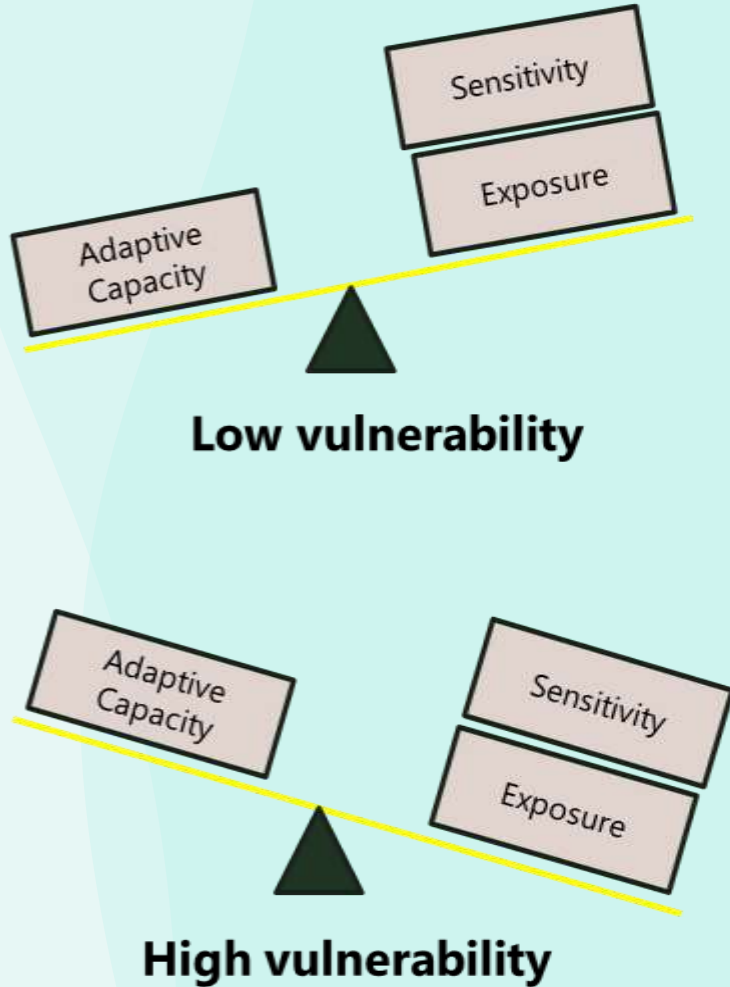 Sensitivity
Exposure
Adaptive
Capacity
Low vulnerability
Adaptive
Capacity
Sensitivity
Exposure
High vulnerability